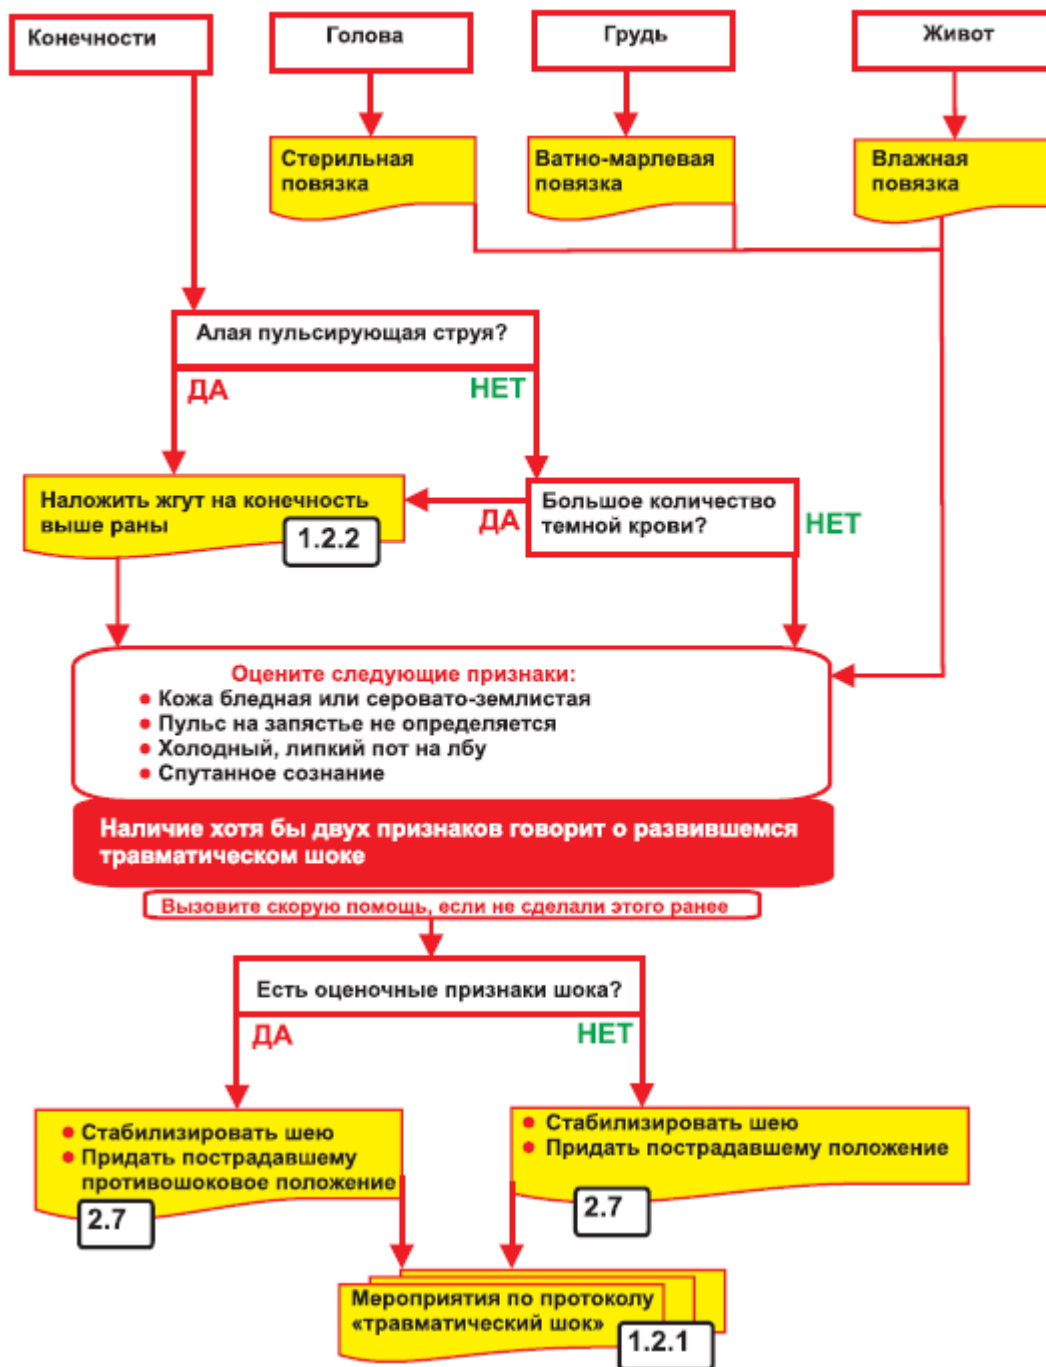 Конечности
Голова
Грудь
Живот
Стерильная
повязка
Ватно-марлевая
повязка
Влажная
повязка
Алая пульсирующая струя?
ДА
НЕТ
Наложить жгут на конечность
выше раны
1.2.2
Большое количество
темной крови?
ДА
НЕТ
Оцените следующие признаки:
● Кожа бледная или серовато-землистая
● Пульс на запястье не определяется
● Холодный, липкий пот на лбу
● Спутанное сознание
Наличие хотя бы двух признаков говорит о развившемся
травматическом шоке
Вызовите скорую помощь, если не сделали этого ранее
Есть оценочные признаки шока?
ДА
НЕТ
● Стабилизировать шею
● Придать пострадавшему
противошоковое положение
2.7
● Стабилизировать шею
● Придать пострадавшему положение
2.7
Мероприятия по протоколу
«травматический шок»
1.2.1